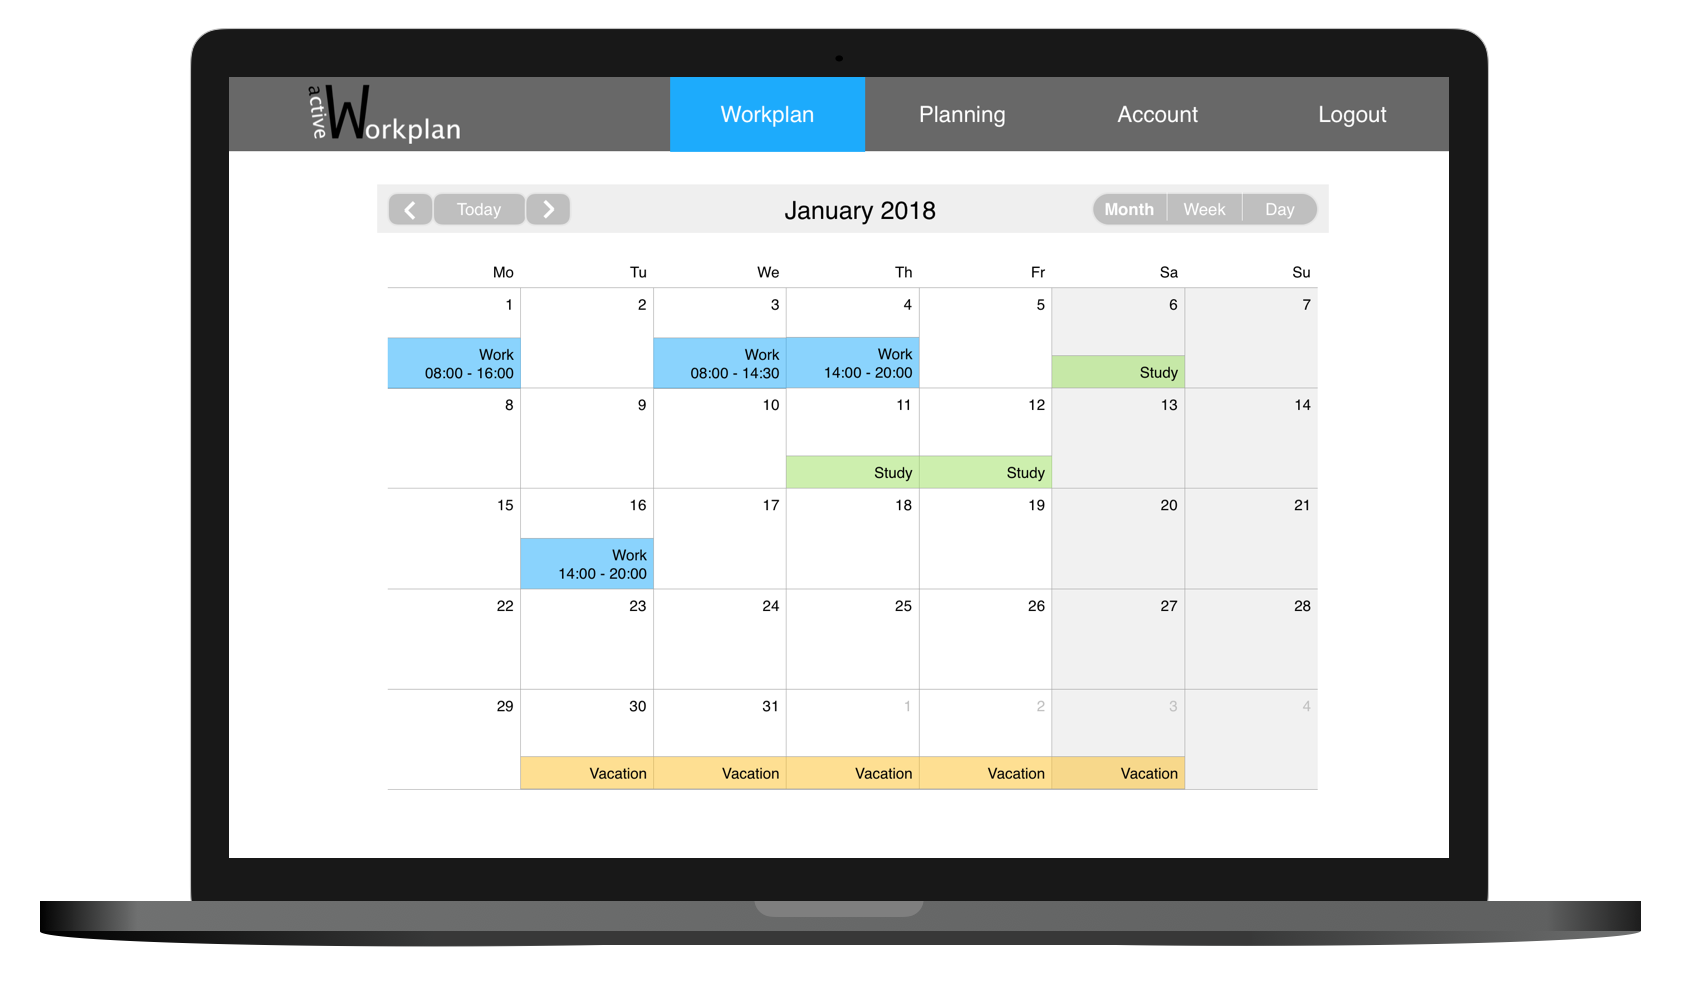 active Workplan
Workplan Planning Account Logout
Today January 2018 Month Week Day
Mo Tu We Th Fr Sa Su
1 2 3 4 5 6 7
Work Work Work
08:00 - 16:00 08:00 - 14:30 14:00 - 20:00 Study
8 9 10 11 12 13 14
Study Study
15 16 17 18 19 20 21
Work
14:00 - 20:00
22 23 24 25 26 27 28
29 30 31 1 2 3 4
Vacation Vacation Vacation Vacation Vacation